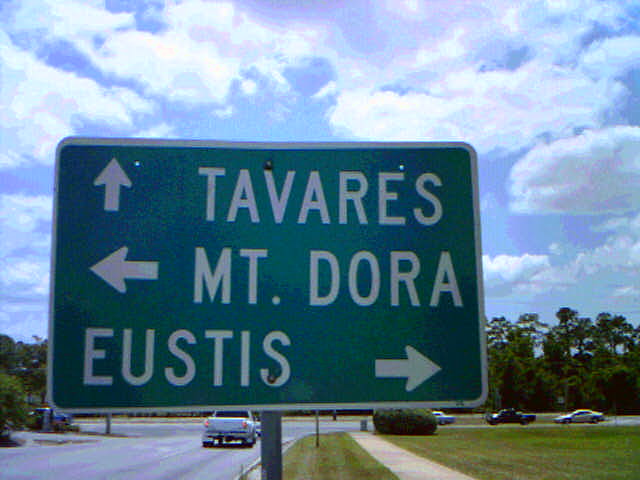 TAVARES
MT. DORA
EUSTIS